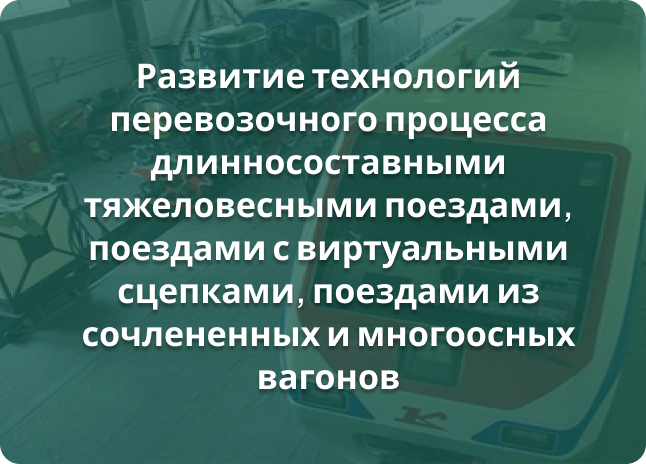 Развитие технологий
перевозочного процесса
длинносоставными
тяжеловесными поездами,
поездами с виртуальными
сцепками, поездами из
сочлененных и многоосных
вагонов